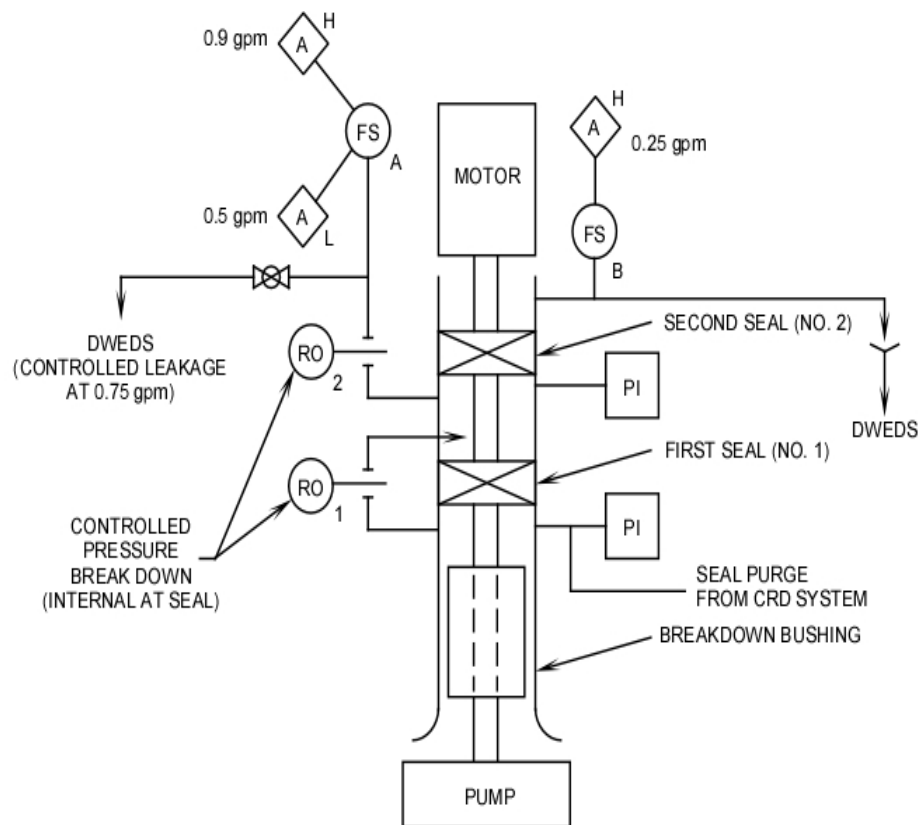 H
0.9 gpm
A
FS
A
0.5 gpm
A
L
MOTOR
H
A
0.25 gpm
FS
B
DWEDS
(CONTROLLED LEAKAGE
AT 0.75 gpm)
RO
2
SECOND SEAL (NO. 2)
PI
DWEDS
RO
1
FIRST SEAL (NO. 1)
PI
CONTROLLED
PRESSURE
BREAK DOWN
(INTERNAL AT SEAL)
SEAL PURGE
FROM CRD SYSTEM
BREAKDOWN BUSHING
PUMP